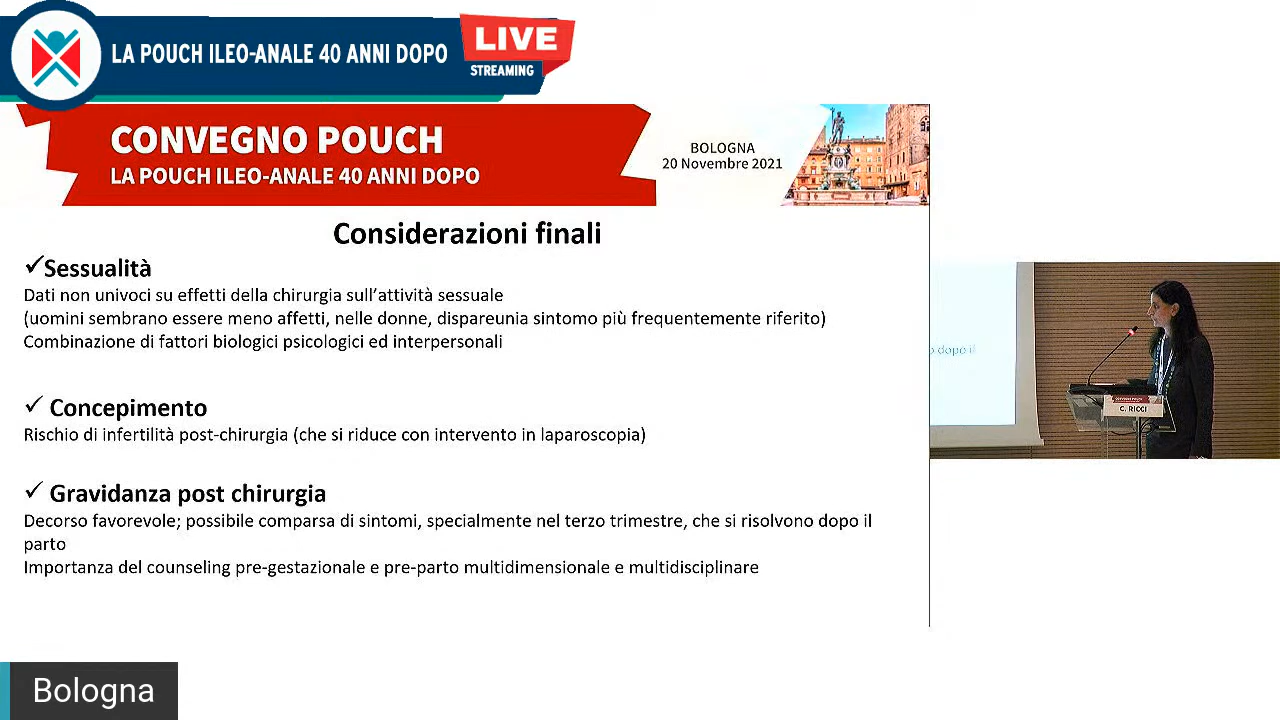 LA POUCH ILEO-ANALE 40 ANNI DOPO
LIVE
STREAMING
CONVEGNO POUCH
LA POUCH ILEO-ANALE 40 ANNI DOPO
BOLOGNA
20 Novembre 2021
Considerazioni finali
✓Sessualità
Dati non univoci su effetti della chirurgia sull'attività sessuale
(uomini sembrano essere meno affetti, nelle donne, dispareunia sintomo più frequentemente riferito)
Combinazione di fattori biologici psicologici ed interpersonali
✓ Concepimento
Rischio di infertilità post-chirurgia (che si riduce con intervento in laparoscopia)
✓ Gravidanza post chirurgia
Decorso favorevole; possibile comparsa di sintomi, specialmente nel terzo trimestre, che si risolvono dopo il
parto
Importanza del counseling pre-gestazionale e pre-parto multidimensionale e multidisciplinare
dopo il
CONVEGNO POUCH
C. RICCI
Bologna